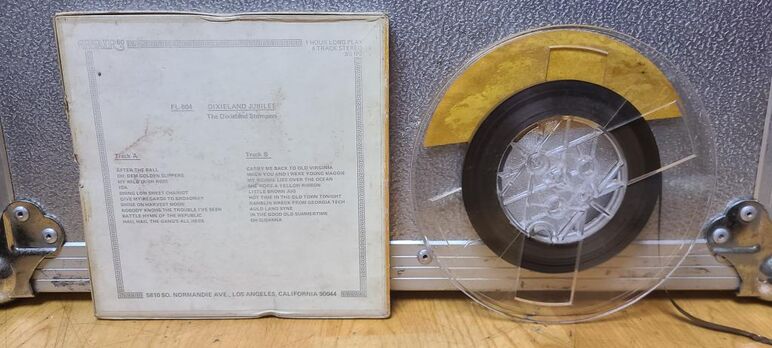 1 HOUR LONG PLAY
4 TRACK STEREO
3¾ IPS
FL-604 DIXIELAND JUBILEE
The Dixieland Stompers
Track A:
AFTER THE BALL
OH, DEM GOLDEN SLIPPERS
MY WILD IRISH ROSE
IDA
SWING LOW SWEET CHARIOT
GIVE MY REGARDS TO BROADWAY
SHINE ON HARVEST MOON
NOBODY KNOWS THE TROUBLE I'VE SEEN
BATTLE HYMN OF THE REPUBLIC
HAIL HAIL THE GANG'S ALL HERE
Track B
CARRY ME BACK TO OLD VIRGINIA
WHEN YOU AND I WERE YOUNG MAGGIE
MY BONNIE LIES OVER THE OCEAN
SHE WORE A YELLOW RIBBON
LITTLE BROWN JUG
HOT TIME IN THE OLD TOWN TONIGHT
RAMBLIN WRECK FROM GEORGIA TECH
AULD LANG SYNE
IN THE GOOD OLD SUMMERTIME
OH SUSANNA
5810 SO. NORMANDIE AVE., LOS ANGELES, CALIFORNIA 90044